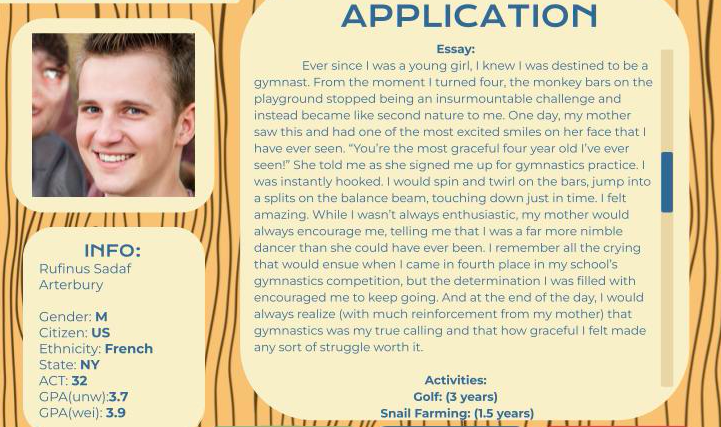 APPLICATION
Essay:
Ever since I was a young girl, I knew I was destined to be a
gymnast. From the moment I turned four, the monkey bars on the
playground stopped being an insurmountable challenge and
instead became like second nature to me. One day, my mother
saw this and had one of the most excited smiles on her face that I
have ever seen. “You’re the most graceful four year old I’ve ever
seen!” She told me as she signed me up for gymnastics practice. I
was instantly hooked. I would spin and twirl on the bars, jump into
a splits on the balance beam, touching down just in time. I felt
amazing. While I wasn’t always enthusiastic, my mother would
always encourage me, telling me that I was a far more nimble
dancer than she could have ever been. I remember all the crying
that would ensue when I came in fourth place in my school’s
gymnastics competition, but the determination I was filled with
encouraged me to keep going. And at the end of the day, I would
always realize (with much reinforcement from my mother) that
gymnastics was my true calling and that how graceful I felt made
any sort of struggle worth it.
Activities:
Golf: (3 years)
Snail Farming: (1.5 years)
INFO:
Rufinus Sadaf
Arterbury
Gender: M
Citizen: US
Ethnicity: French
State: NY
ACT: 32
GPA(unw):3.7
GPA(wei): 3.9